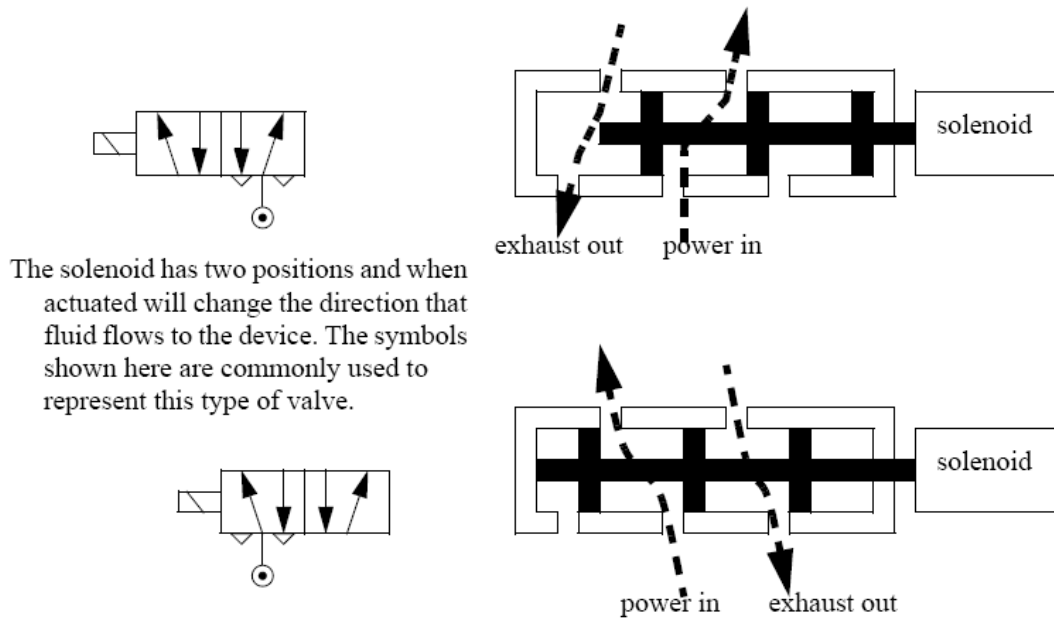 solenoid
exhaust out
power in
The solenoid has two positions and when
actuated will change the direction that
fluid flows to the device. The symbols
shown here are commonly used to
represent this type of valve.
solenoid
power in
exhaust out